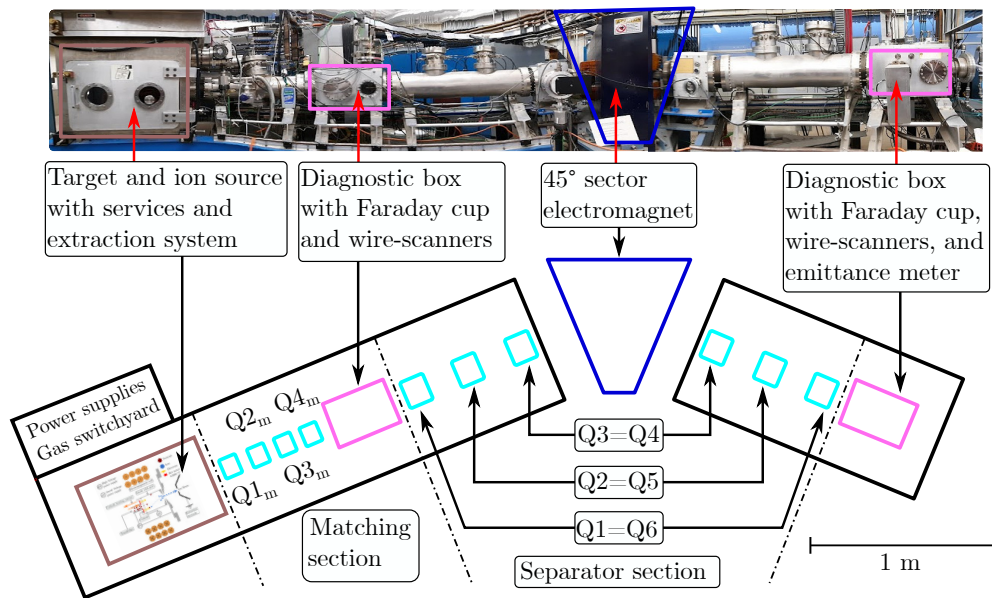 Target and ion source
with services and
extraction system
Diagnostic box
with Faraday cup
and wire-scanners
45° sector
electromagnet
Diagnostic box
with Faraday cup,
wire-scanners, and
emittance meter
Power supplies
Gas switchyard
Q2m Q4m
Q1m Q3m
Q3=Q4
Q2=Q5
Q1=Q6
Matching
section
Separator section
1 m